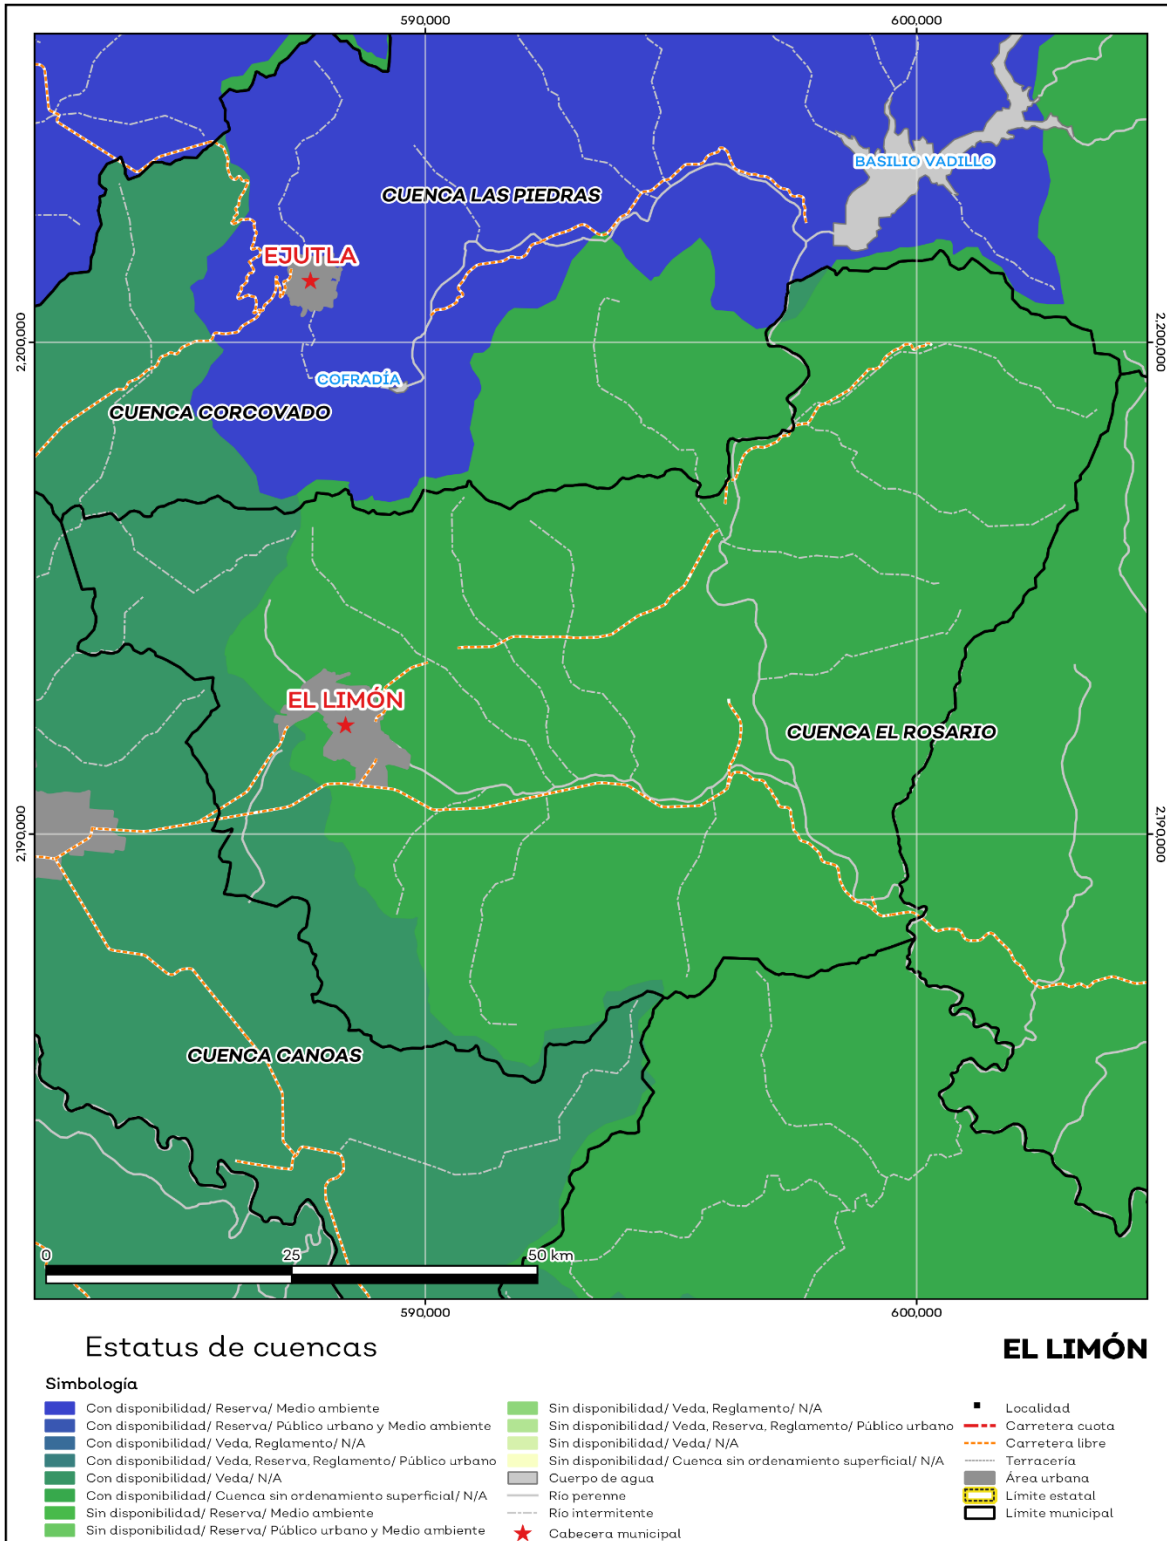 590,000
600,000
BASILIO VADILLO
CUENCA LAS PIEDRAS
EJUTLA
2,200,000
2,200,000
COFRADÍA
CUENCA CORCOVADO
EL LIMÓN
CUENCA EL ROSARIO
2,190,000
2,190,000
CUENCA CANOAS
0
25
50 km
590,000
600,000
Estatus de cuencas
EL LIMÓN
Simbología
Con disponibilidad/ Reserva/ Medio ambiente
Con disponibilidad/ Reserva/ Público urbano y Medio ambiente
Con disponibilidad/ Veda, Reglamento/ N/A
Con disponibilidad/ Veda, Reserva, Reglamento/ Público urbano
Con disponibilidad/ Veda/ N/A
Con disponibilidad/ Cuenca sin ordenamiento superficial/ N/A
Sin disponibilidad/ Reserva/ Medio ambiente
Sin disponibilidad/ Reserva/ Público urbano y Medio ambiente
Sin disponibilidad/ Veda, Reglamento/ N/A
Sin disponibilidad/ Veda, Reserva, Reglamento/ Público urbano
Sin disponibilidad/ Veda/ N/A
Sin disponibilidad/ Cuenca sin ordenamiento superficial/ N/A
Cuerpo de agua
Río perenne
Río intermitente
Cabecera municipal
Localidad
Carretera cuota
Carretera libre
Terracería
Área urbana
Límite estatal
Límite municipal